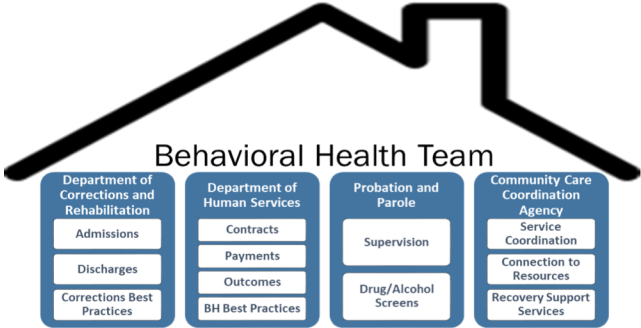 Behavioral Health Team
Department of
Corrections and
Rehabilitation
Admissions
Discharges
Corrections Best
Practices
Department of
Human Services
Contracts
Payments
Outcomes
BH Best Practices
Probation and
Parole
Supervision
Drug/Alcohol
Screens
Community Care
Coordination
Agency
Service
Coordination
Connection to
Resources
Recovery Support
Services